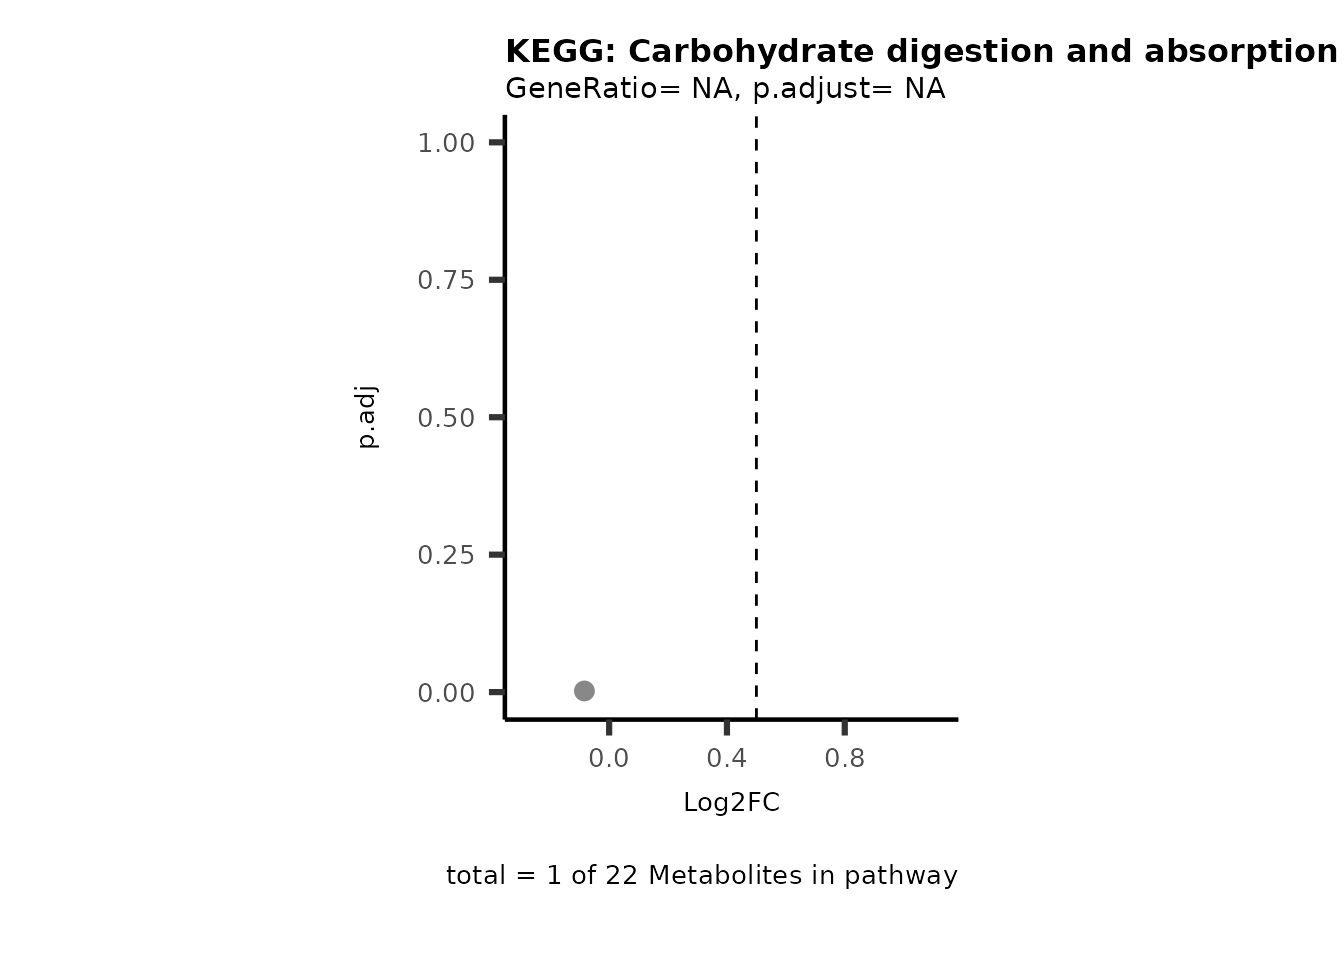 KEGG: Carbohydrate digestion and absorption
GeneRatio= NA, p.adjust= NA
1.00
0.75
0.50
0.25
0.00
p.adj
0.0 0.4 0.8
Log2FC
total = 1 of 22 Metabolites in pathway